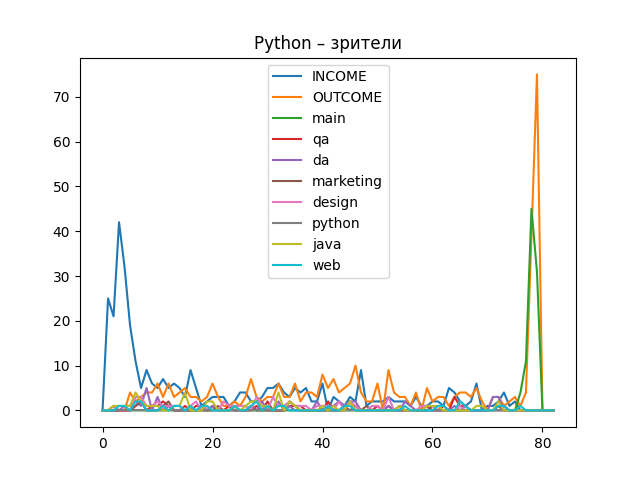 Python – зрители
INCOME
OUTCOME
main
qa
da
marketing
design
python
java
web
70
60
50
40
30
20
10
0
0 20 40 60 80